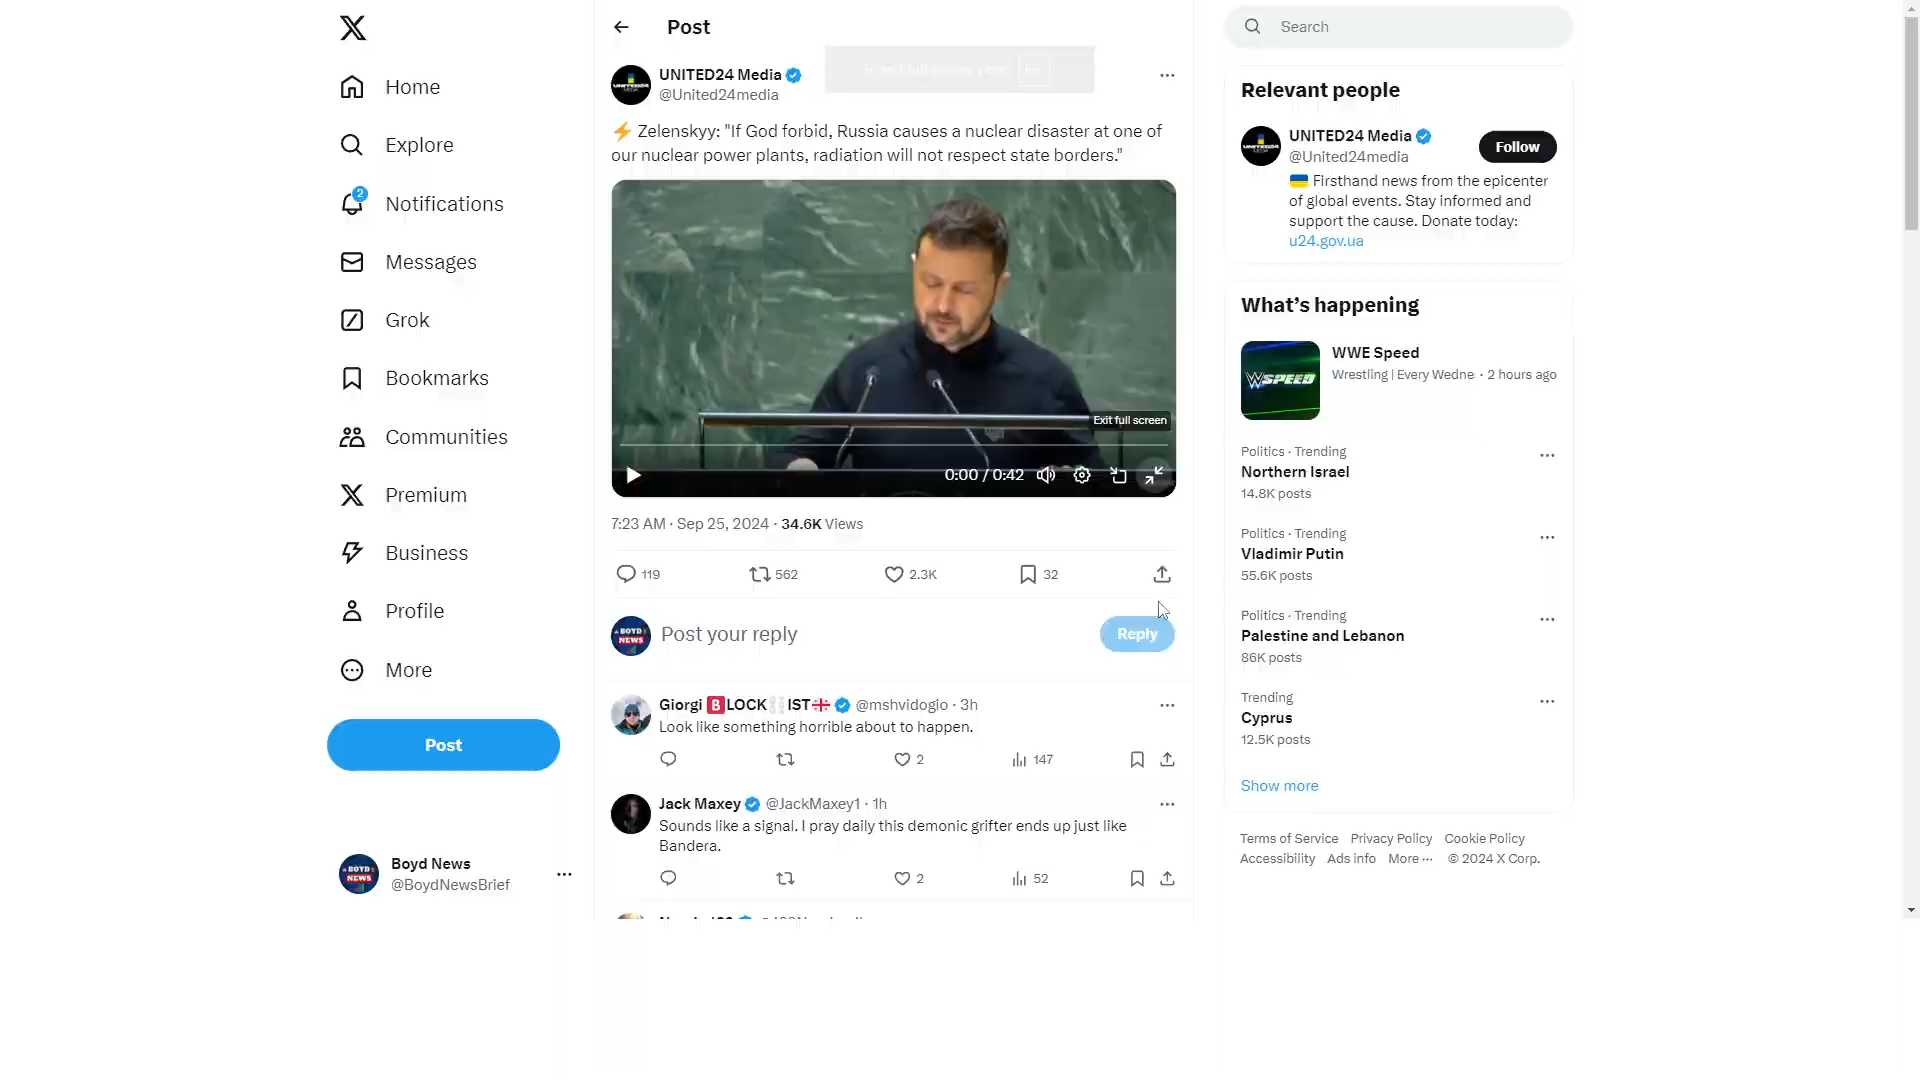 Home
Explore
2
Notifications
Messages
Grok
Bookmarks
Communities
Premium
Business
Profile
More
Post
BOYD NEWS
Boyd News
@BoydNewsBrief
Post
UNITED24 Media
@United24media
⚡ Zelenskyy: "If God forbid, Russia causes a nuclear disaster at one of
our nuclear power plants, radiation will not respect state borders."
Exit full screen
0:00 / 0:42
7:23 AM · Sep 25, 2024 · 34.6K Views
119 562 2.3K 32
BOYD NEWS
Post your reply
Reply
Giorgi 🅱LOCK IST @mshvidogio · 3h
Look like something horrible about to happen.
2 147
Jack Maxey @JackMaxey1 · 1h
Sounds like a signal. I pray daily this demonic grifter ends up just like
Bandera.
2 52
Search
Relevant people
UNITED24 Media
@United24media
Follow
🇺🇦 Firsthand news from the epicenter
of global events. Stay informed and
support the cause. Donate today:
u24.gov.ua
What's happening
SPEED
WWE Speed
Wrestling | Every Wedne · 2 hours ago
Politics · Trending
Northern Israel
14.8K posts
Politics · Trending
Vladimir Putin
55.6K posts
Politics · Trending
Palestine and Lebanon
86K posts
Trending
Cyprus
12.5K posts
Show more
Terms of Service Privacy Policy Cookie Policy
Accessibility Ads info More ··· © 2024 X Corp.